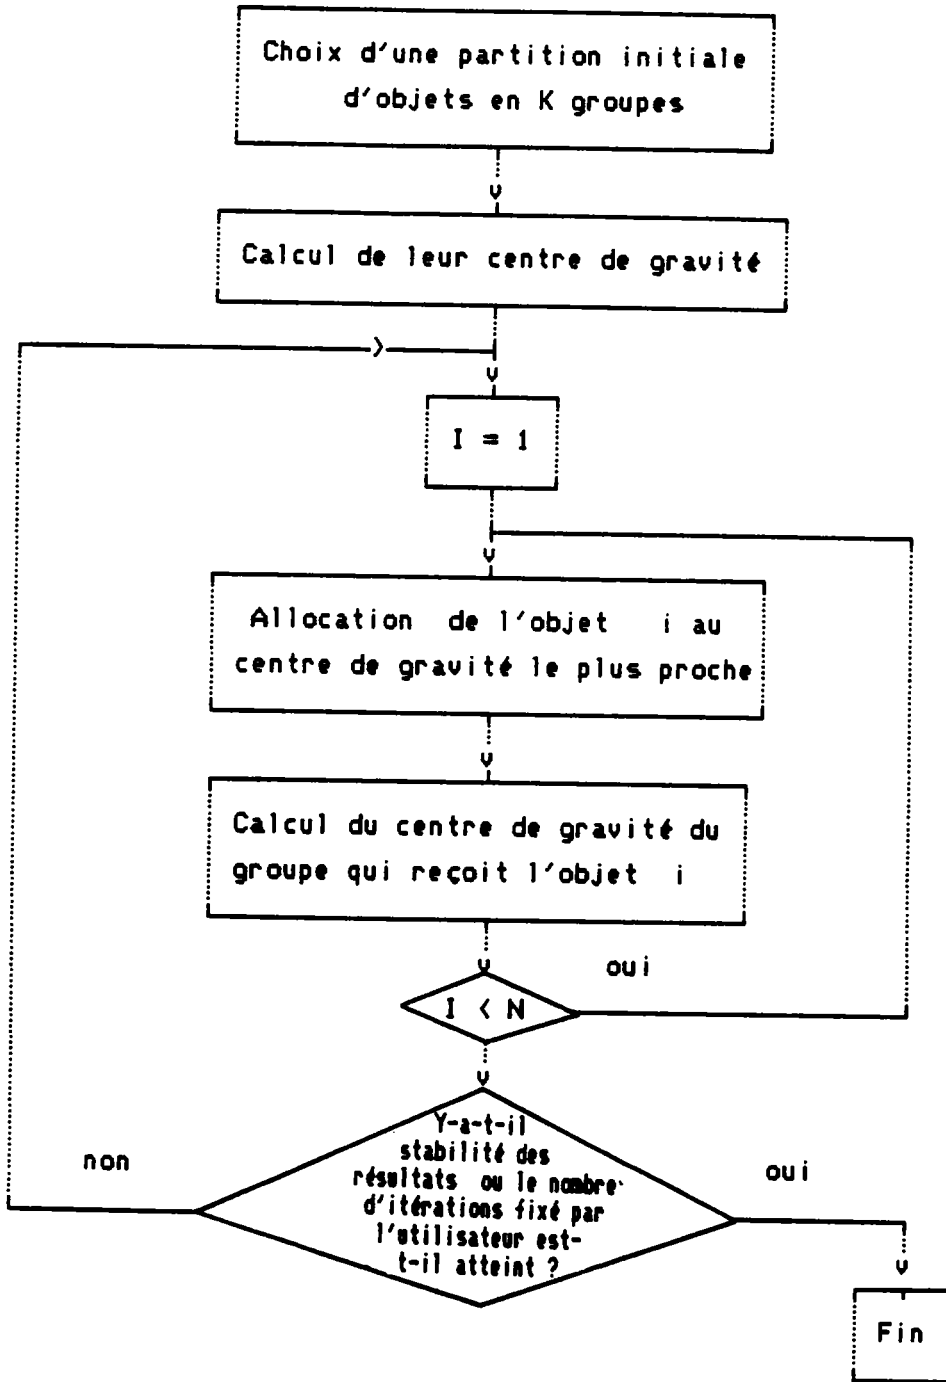 Choix d'une partition initiale
d'objets en K groupes
Calcul de leur centre de gravité
I = 1
Allocation de l'objet i au
centre de gravité le plus proche
Calcul du centre de gravité du
groupe qui reçoit l'objet i
oui
I < N
Y-a-t-il
stabilité des
résultats ou le nombre
d'itérations fixé par
l'utilisateur est-
t-il atteint ?
non
oui
Fin